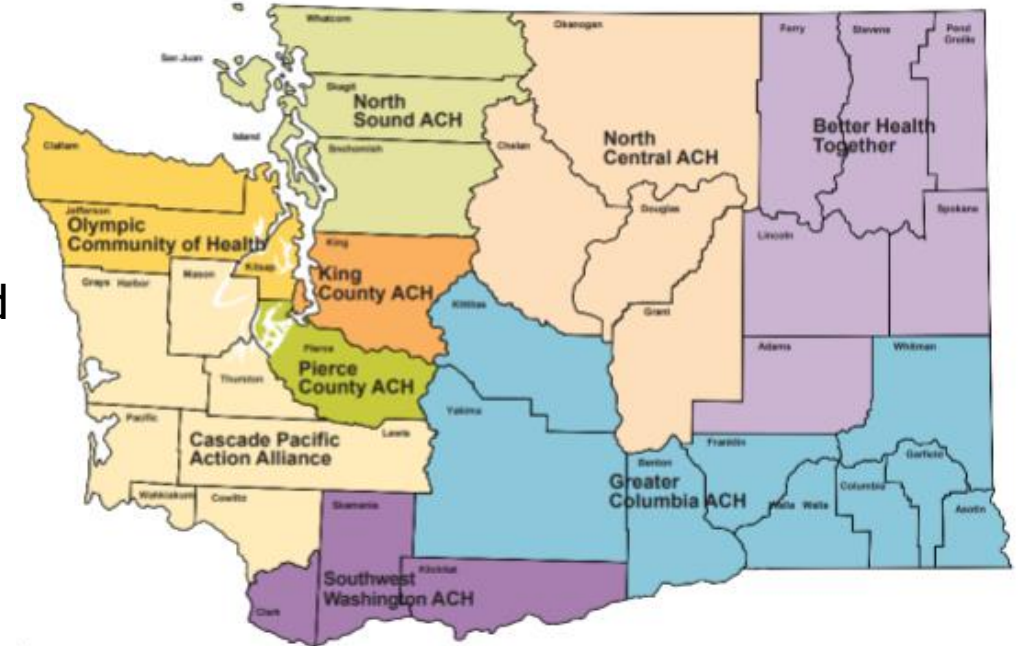 Whatcom
Okanogan
Ferry
Stevens
Pend
Oreille
San Juan
Skagit
North
Sound ACH
Island
Snohomish
Chelan
North
Central ACH
Better Health
Together
Clallam
Jefferson
Olympic
Community of Health
Kitsap
Douglas
Spokane
Lincoln
King
King
County ACH
Mason
Grays Harbor
Kittitas
Grant
Pierce
Pierce
County ACH
Adams
Whitman
Thurston
Yakima
Pacific
Lewis
Cascade Pacific
Action Alliance
Franklin
Benton
Greater
Columbia ACH
Garfield
Columbia
Walla Walla
Asotin
Wahkiakum
Cowlitz
Skamania
Klickitat
Southwest
Washington ACH
Clark